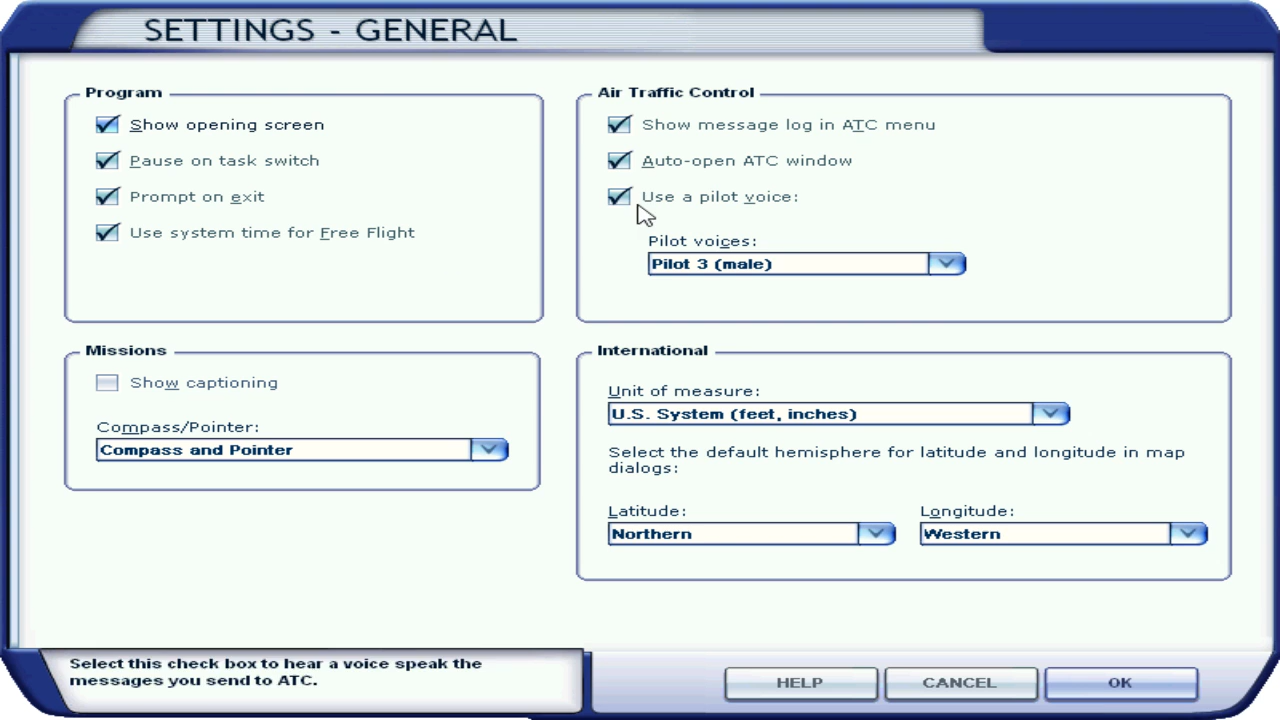 SETTINGS - GENERAL
Program
Show opening screen
Pause on task switch
Prompt on exit
Use system time for Free Flight
Air Traffic Control
Show message log in ATC menu
Auto-open ATC window
Use a pilot voice:
Pilot voices:
Pilot 3 (male)
Missions
Show captioning
Compass/Pointer:
Compass and Pointer
International
Unit of measure:
U.S. System (feet, inches)
Select the default hemisphere for latitude and longitude in map
dialogs:
Latitude:
Northern
Longitude:
Western
Select this check box to hear a voice speak the
messages you send to ATC.
HELP
CANCEL
OK